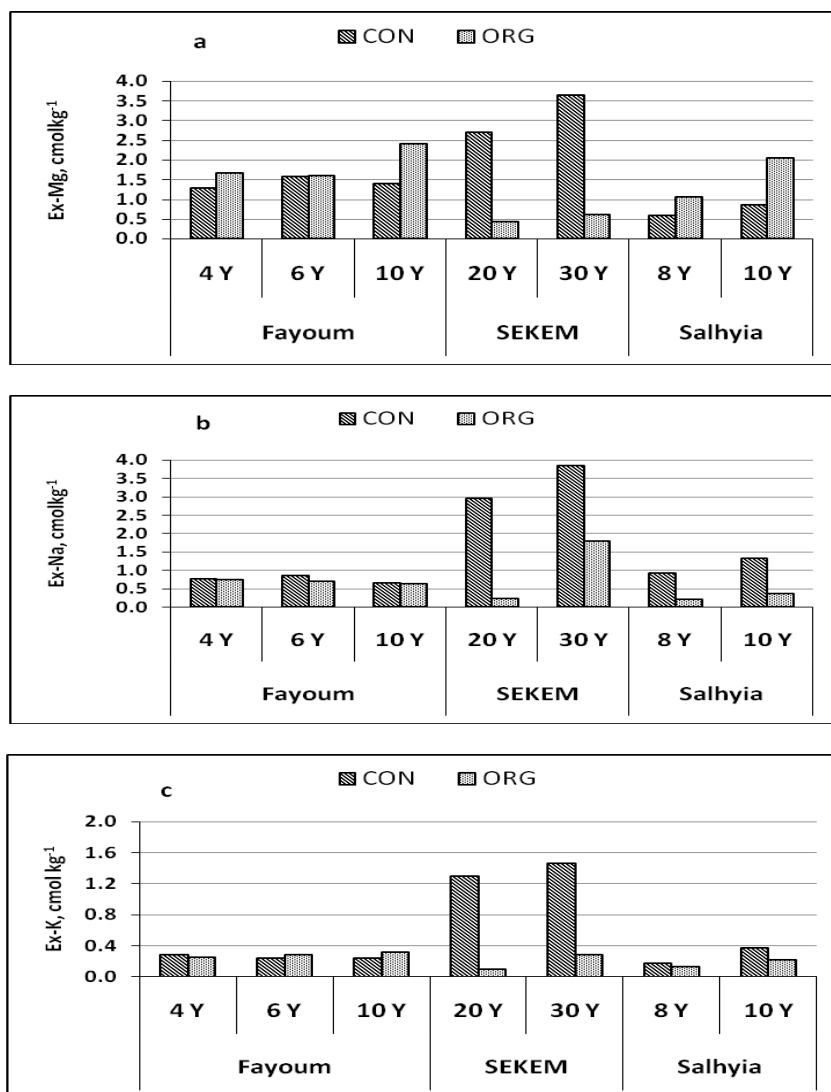 a
CON ORG
Ex-Mg, cmolkg-1
4.0
3.5
3.0
2.5
2.0
1.5
1.0
0.5
0.0
4 Y 6 Y 10 Y 20 Y 30 Y 8 Y 10 Y
Fayoum SEKEM Salhyia
b
CON ORG
Ex-Na, cmolkg-1
4.0
3.5
3.0
2.5
2.0
1.5
1.0
0.5
0.0
4 Y 6 Y 10 Y 20 Y 30 Y 8 Y 10 Y
Fayoum SEKEM Salhyia
c
CON ORG
Ex-K, cmol kg-1
2.0
1.6
1.2
0.8
0.4
0.0
4 Y 6 Y 10 Y 20 Y 30 Y 8 Y 10 Y
Fayoum SEKEM Salhyia